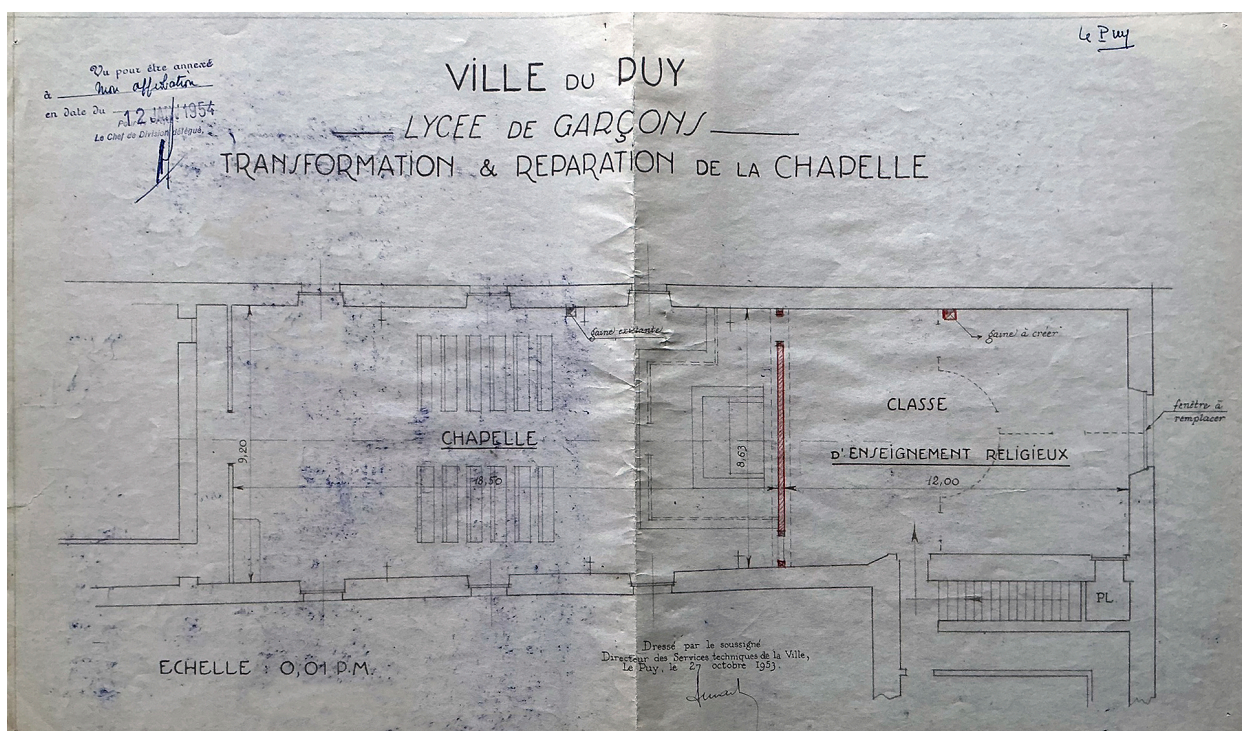 Le Puy
Vu pour être annexé
à mon affiliation
en date du 12 JAN 1954
Le Chef de Division délégué,
VILLE DU PUY
LYCEE DE GARÇONS
TRANSFORMATION & REPARATION DE LA CHAPELLE
gaine existante
gaine à créer
CLASSE
D'ENSEIGNEMENT RELIGIEUX
12,00
fenêtre à
remplacer
CHAPELLE
9,20
18,50
8,63
PL.
ECHELLE : 0,01 P.M.
Dressé par le soussigné
Directeur des Services techniques de la Ville,
Le Puy, le 27 octobre 1953.